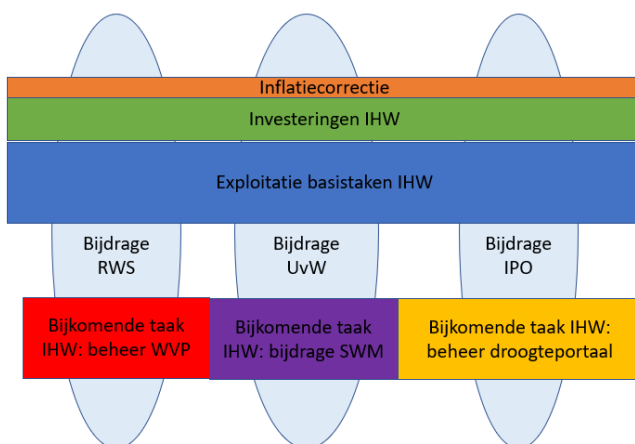 Inflatiecorrectie
Investeringen IHW
Exploitatie basistaken IHW
Bijdrage
RWS
Bijdrage
UvW
Bijdrage
IPO
Bijkomende taak
IHW: beheer WVP
Bijkomende taak
IHW: bijdrage SWM
Bijkomende taak IHW:
beheer droogteportaal